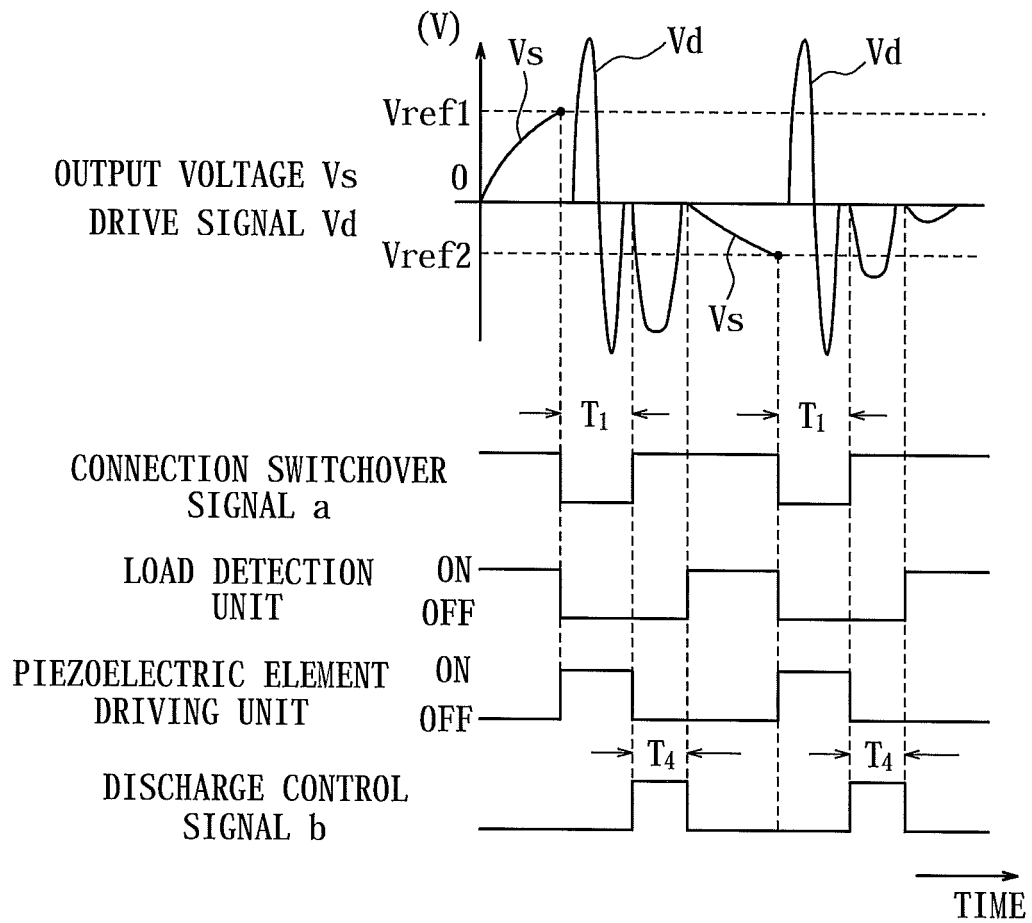 (V)
Vs
Vd
Vd
Vref1
OUTPUT VOLTAGE Vs
0
DRIVE SIGNAL Vd
Vref2
Vs
T1
T1
CONNECTION SWITCHOVER
SIGNAL a
LOAD DETECTION
UNIT
ON
OFF
PIEZOELECTRIC ELEMENT
DRIVING UNIT
ON
OFF
T4
T4
DISCHARGE CONTROL
SIGNAL b
TIME